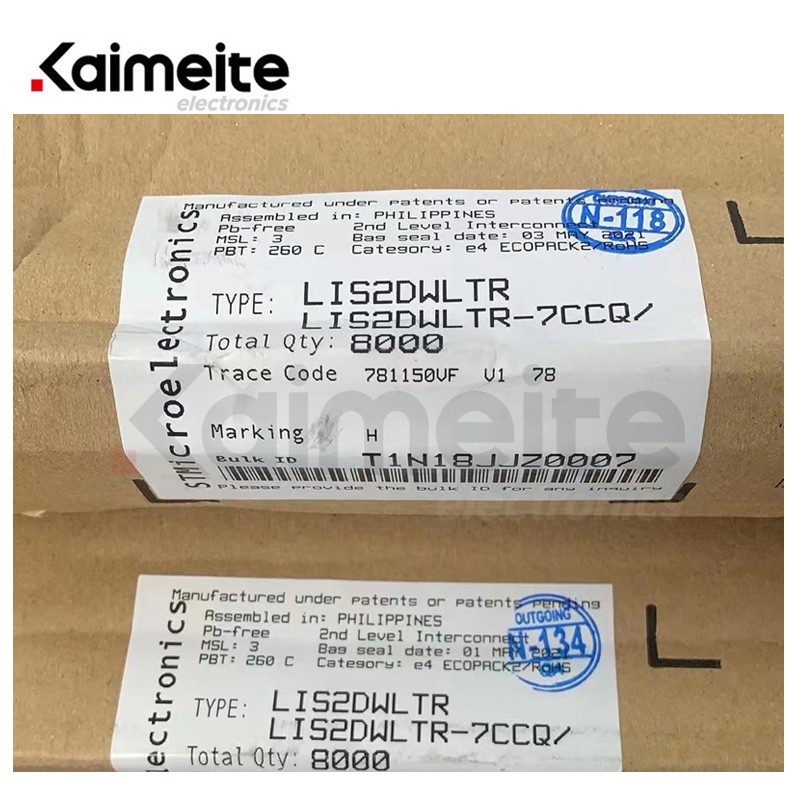 Kaimeite
electronics
Manufactured under patents or patents pending
Assembled in: PHILIPPINES
Pb-free 2nd Level Interconnect
MSL: 3 Bag seal date: 03 MAY 2021
PBT: 260 C Category: e4 ECOPACK2/RoHS
N-118
STMicroelectronics
TYPE: LIS2DWLTR
LIS2DWLTR-7CCQ/
Total Qty: 8000
Trace Code 781150VF V1 78
Marking H
Bulk ID T1N18JJZ0007
Please provide the bulk ID for any inquiry
Kaimeite
electronics
Manufactured under patents or patents pending
Assembled in: PHILIPPINES
Pb-free 2nd Level Interconnect
MSL: 3 Bag seal date: 01 MAY 2021
PBT: 260 C Category: e4 ECOPACK2/RoHS
OUTGOING
N-134
QA
ectronics
TYPE: LIS2DWLTR
LIS2DWLTR-7CCQ/
Total Qty: 8000